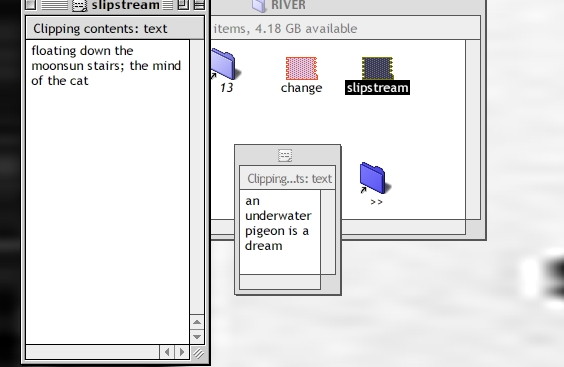 slipstream
Clipping contents: text
floating down the
moonsun stairs; the mind
of the cat
RIVER
items, 4.18 GB available
13
change
slipstream
>>
Clipping...ts: text
an
underwater
pigeon is a
dream